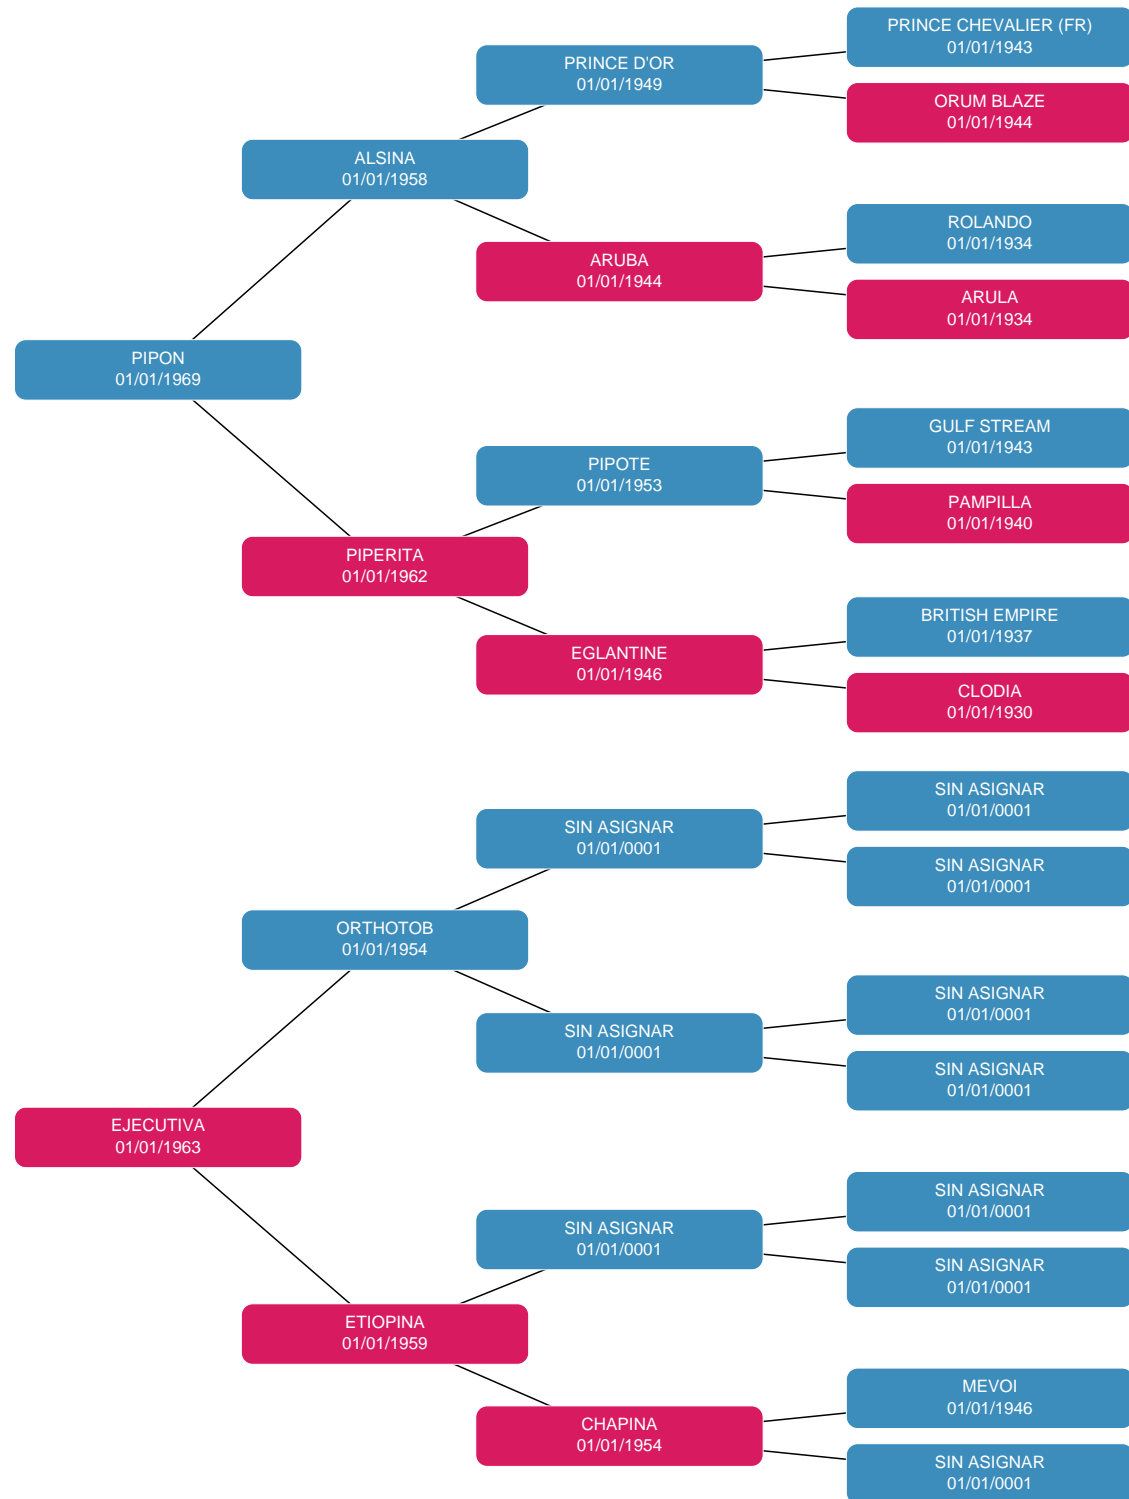 PRINCE CHEVALIER (FR)
01/01/1943
PRINCE D'OR
01/01/1949
ORUM BLAZE
01/01/1944
ALSINA
01/01/1958
ROLANDO
01/01/1934
ARUBA
01/01/1944
ARULA
01/01/1934
PIPON
01/01/1969
GULF STREAM
01/01/1943
PIPOTE
01/01/1953
PAMPILLA
01/01/1940
PIPERITA
01/01/1962
BRITISH EMPIRE
01/01/1937
EGLANTINE
01/01/1946
CLODIA
01/01/1930
SIN ASIGNAR
01/01/0001
SIN ASIGNAR
01/01/0001
SIN ASIGNAR
01/01/0001
ORTHOTOB
01/01/1954
SIN ASIGNAR
01/01/0001
SIN ASIGNAR
01/01/0001
SIN ASIGNAR
01/01/0001
EJECUTIVA
01/01/1963
SIN ASIGNAR
01/01/0001
SIN ASIGNAR
01/01/0001
SIN ASIGNAR
01/01/0001
ETIOPINA
01/01/1959
MEVOI
01/01/1946
CHAPINA
01/01/1954
SIN ASIGNAR
01/01/0001